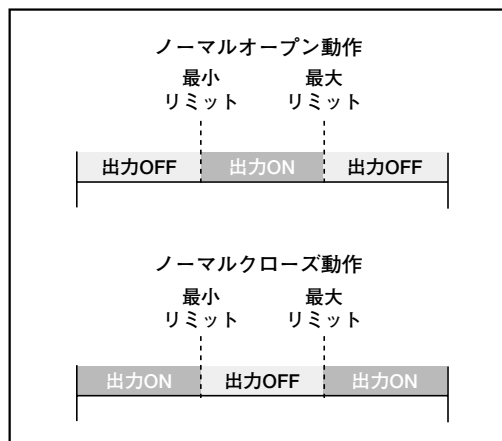 ノーマルオープン動作
最小 最大
リミット リミット
出力OFF 出力ON 出力OFF
ノーマルクローズ動作
最小 最大
リミット リミット
出力ON 出力OFF 出力ON